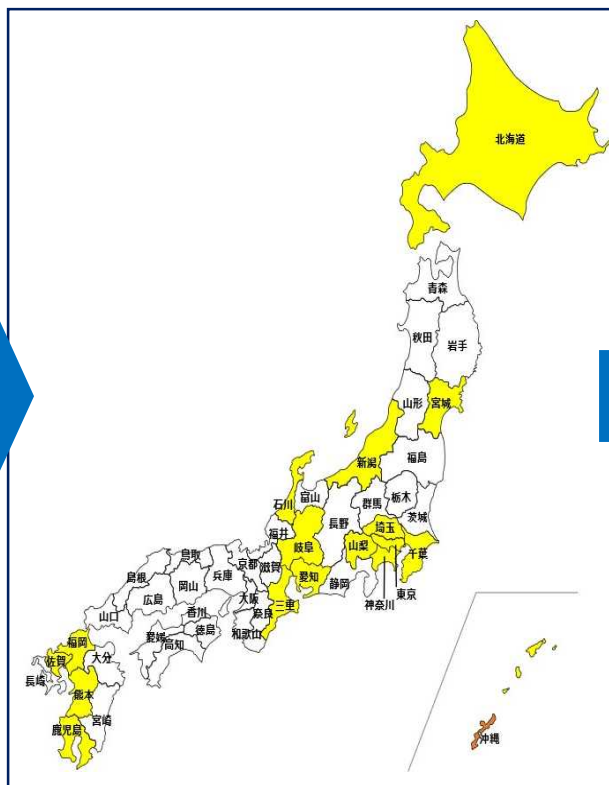 北海道
青森
秋田
岩手
山形
宮城
新潟
福島
石川
富山
群馬
栃木
長野
茨城
福井
埼玉
岐阜
山梨
千葉
鳥取
京都
滋賀
島根
兵庫
愛知
静岡
東京
岡山
広島
大阪
奈良
三重
神奈川
山口
香川
徳島
和歌山
愛媛
高知
福岡
佐賀
大分
長崎
熊本
宮崎
鹿児島
沖縄